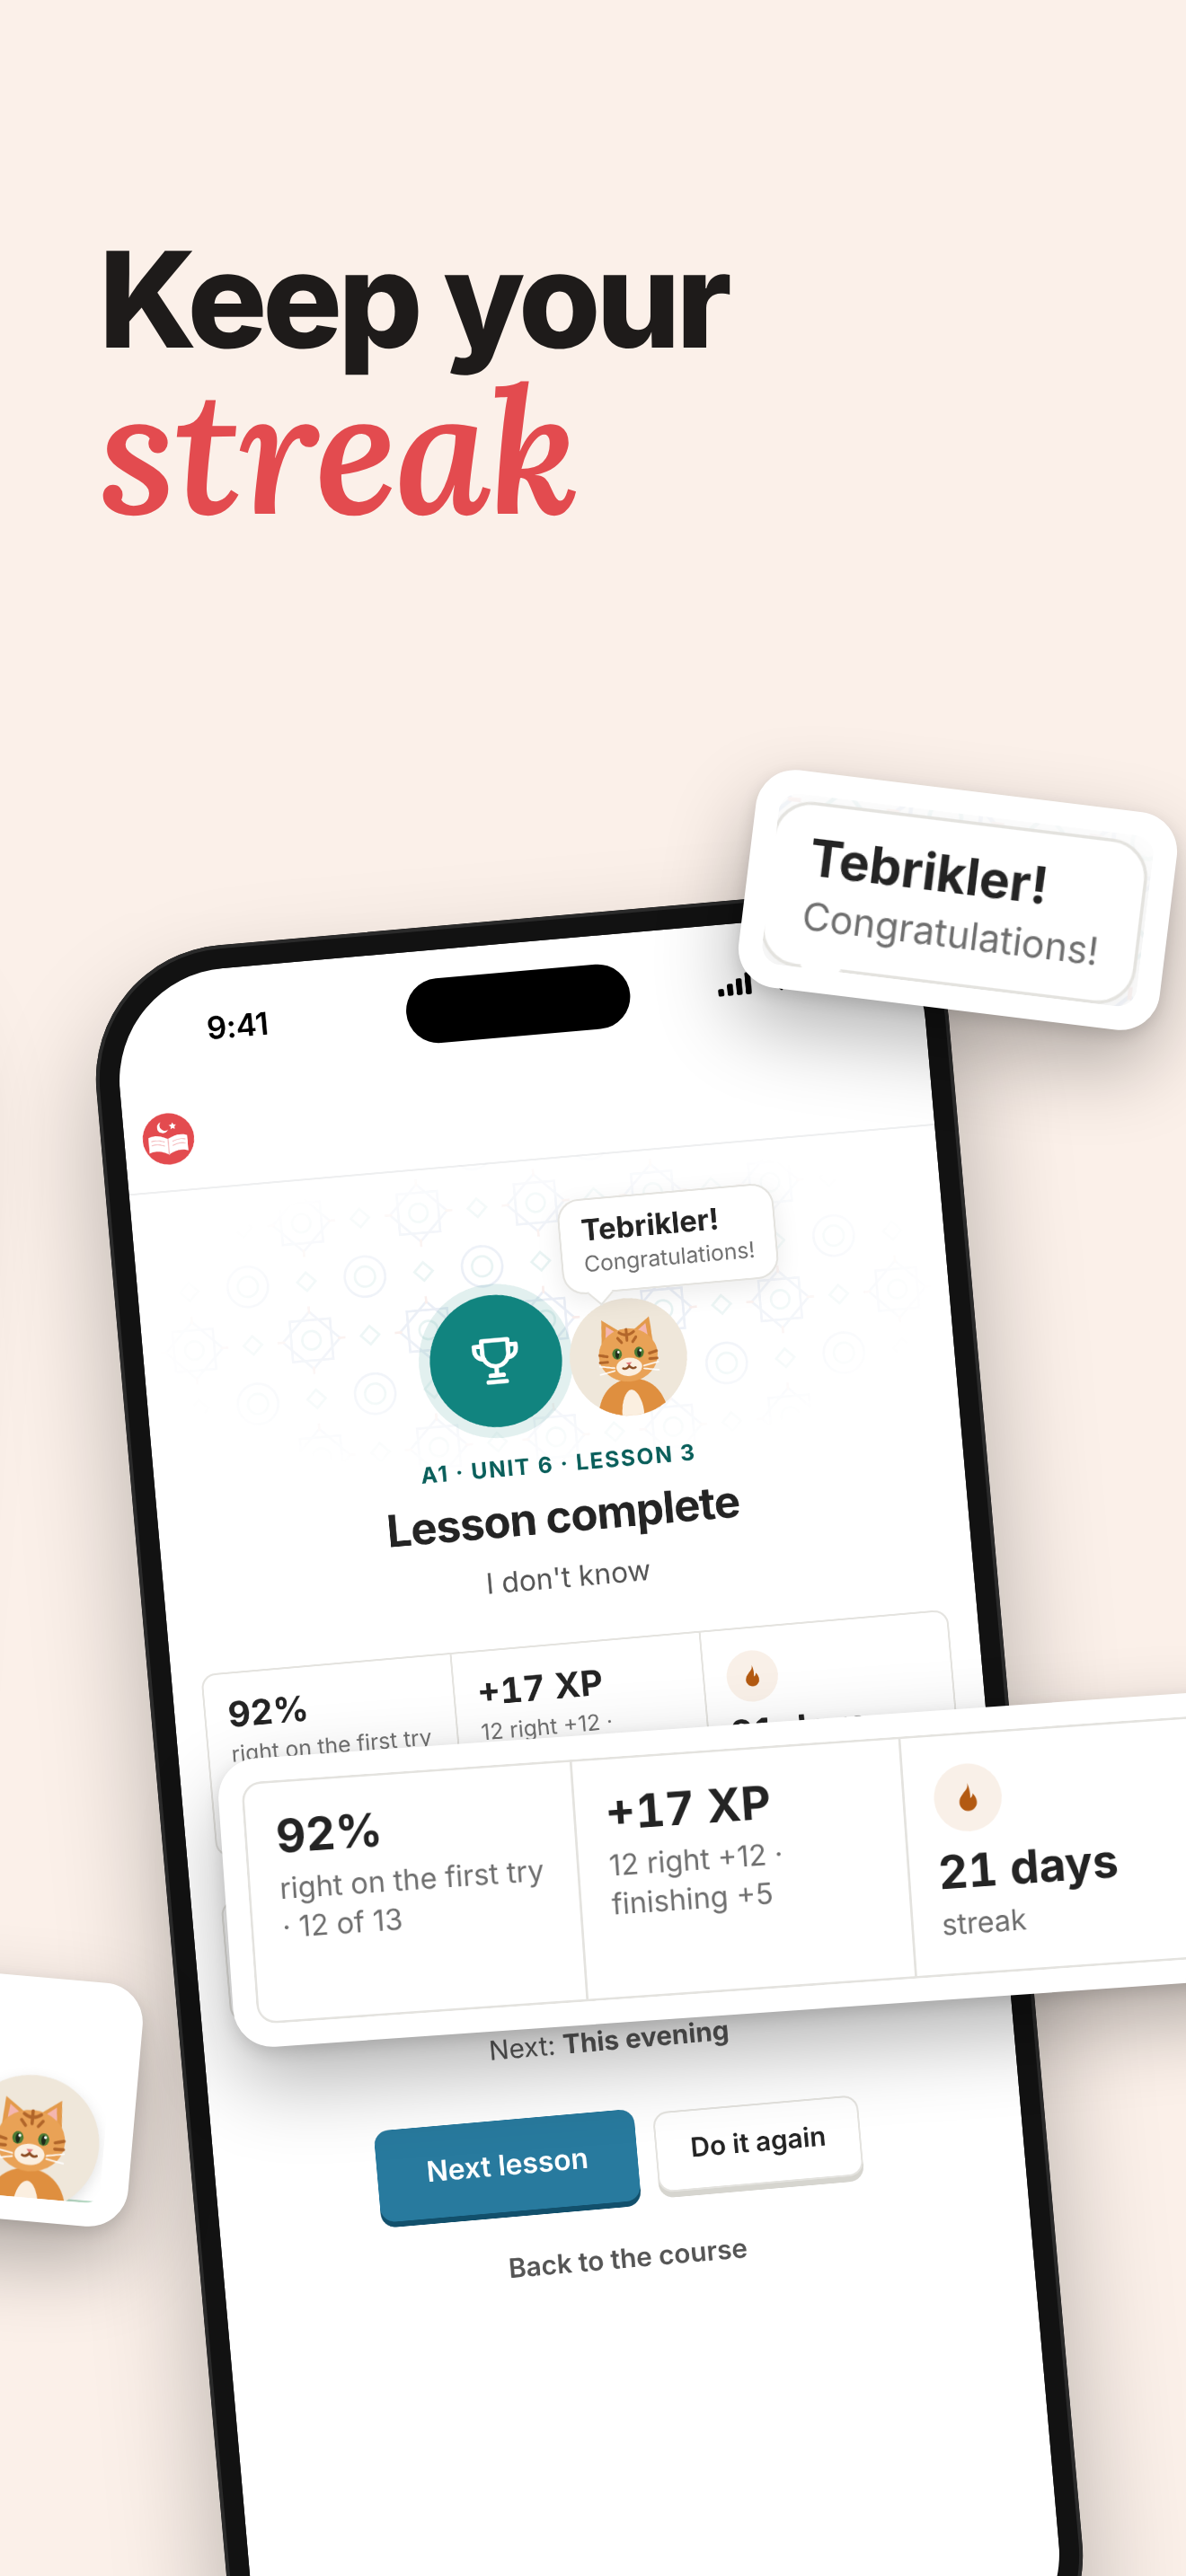 Keep your
streak
Tebrikler!
Congratulations!
9:41
Tebrikler!
Congratulations!
A1 · UNIT 6 · LESSON 3
Lesson complete
I don't know
92%
right on the first try
+17 XP
12 right +12 ·
92%
right on the first try
· 12 of 13
+17 XP
12 right +12 ·
finishing +5
21 days
streak
Next: This evening
Next lesson
Do it again
Back to the course